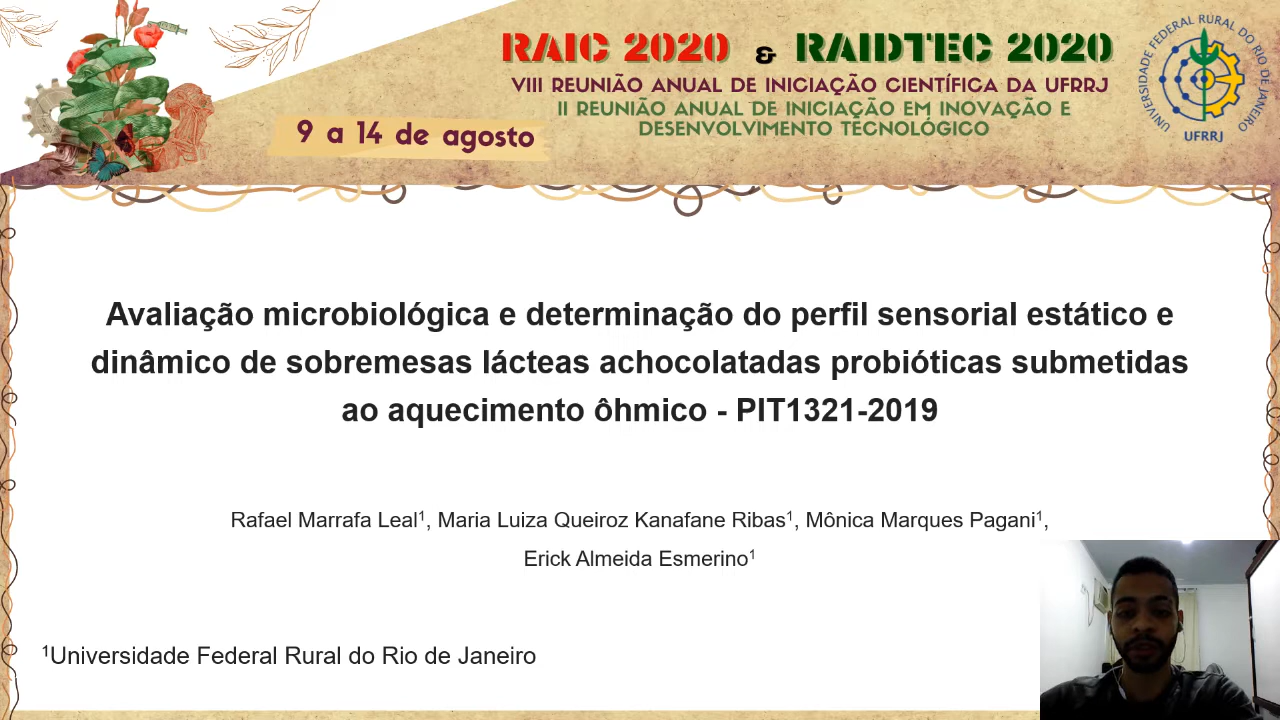 RAIC 2020 & RAIDTEC 2020
VIII REUNIÃO ANUAL DE INICIAÇÃO CIENTÍFICA DA UFRRJ
II REUNIÃO ANUAL DE INICIAÇÃO EM INOVAÇÃO E
DESENVOLVIMENTO TECNOLÓGICO
9 a 14 de agosto
UNIVERSIDADE FEDERAL RURAL DO RIO DE JANEIRO
UFRRJ
Avaliação microbiológica e determinação do perfil sensorial estático e
dinâmico de sobremesas lácteas achocolatadas probióticas submetidas
ao aquecimento ôhmico - PIT1321-2019
Rafael Marrafa Leal¹, Maria Luiza Queiroz Kanafane Ribas¹, Mônica Marques Pagani¹,
Erick Almeida Esmerino¹
¹Universidade Federal Rural do Rio de Janeiro